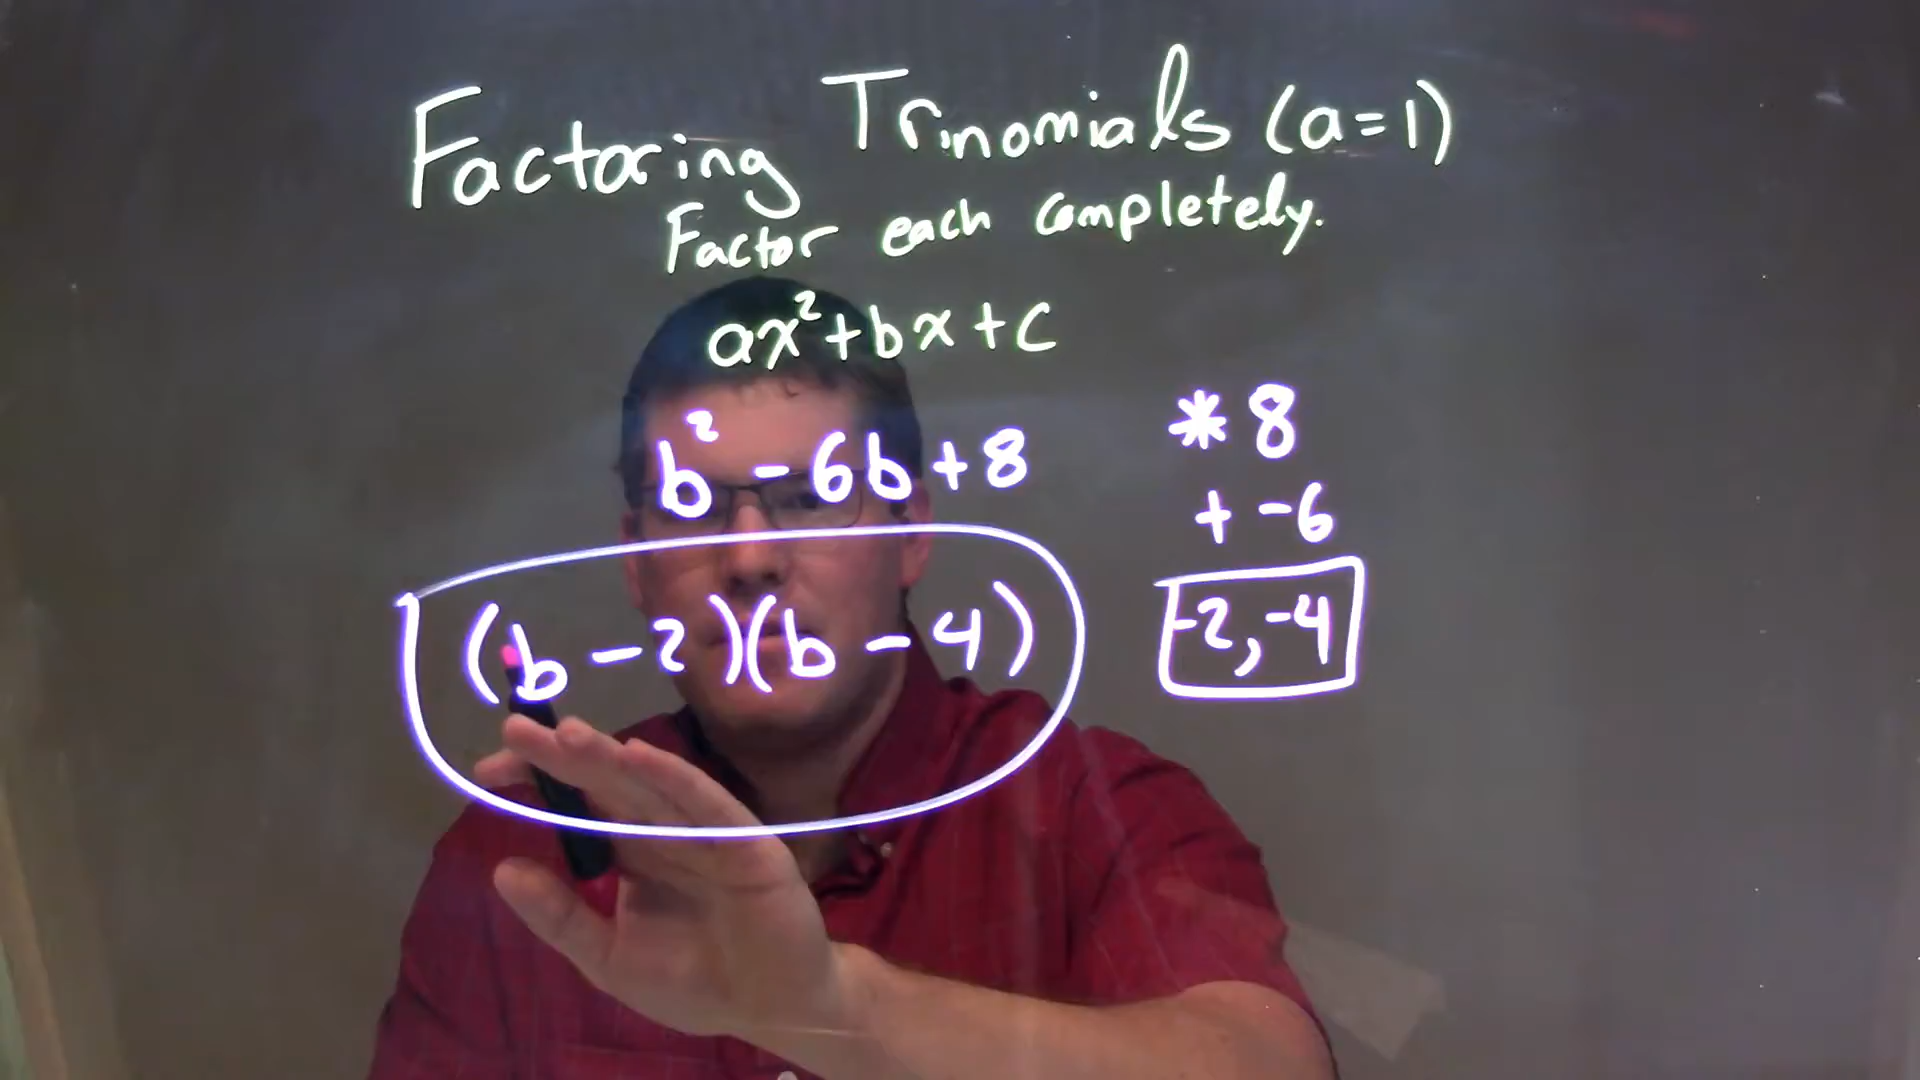 Factoring Trinomials (a=1)
Factor each completely.
ax²+bx+c
b²-6b+8
(b-2)(b-4)
*8
+ -6
-2,-4